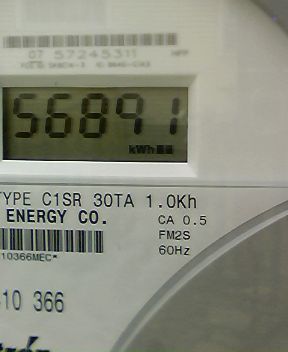 07 57245311
56891
kWh
TYPE C1SR 30TA 1.0Kh
ENERGY CO. CA 0.5
FM2S
10366MEC* 60Hz
10 366